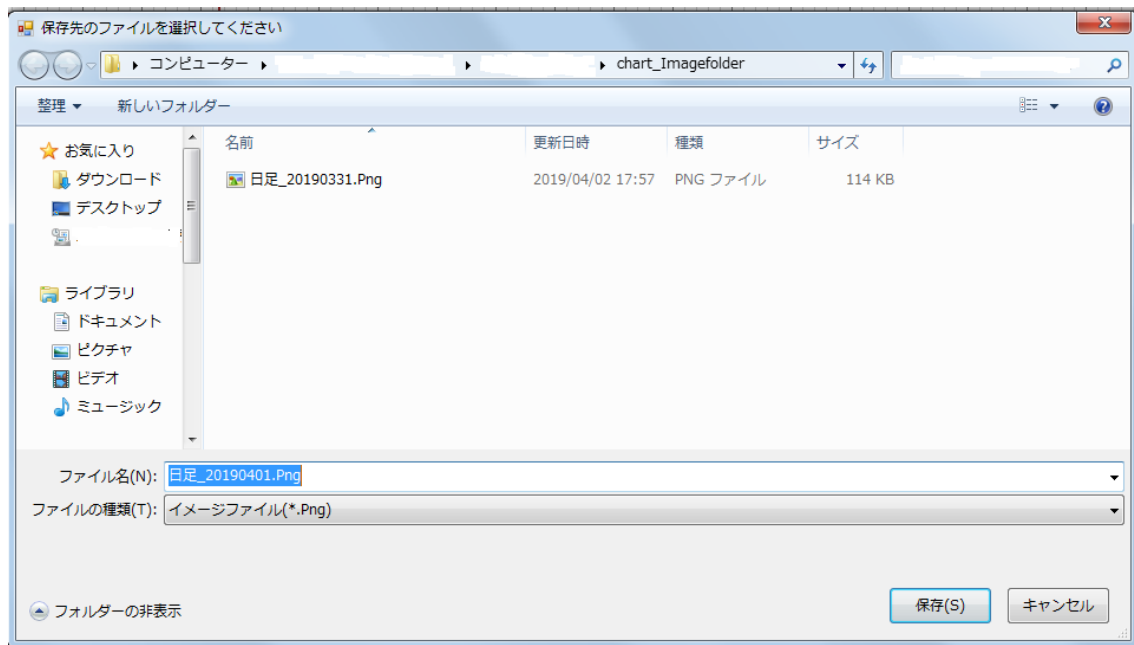 保存先のファイルを選択してください
コンピューター
chart_Imagefolder
整理
新しいフォルダー
お気に入り
ダウンロード
デスクトップ
ライブラリ
ドキュメント
ピクチャ
ビデオ
ミュージック
名前 更新日時 種類 サイズ
日足_20190331.Png 2019/04/02 17:57 PNG ファイル 114 KB
ファイル名(N): 日足_20190401.Png
ファイルの種類(T): イメージファイル(*.Png)
フォルダーの非表示
保存(S) キャンセル